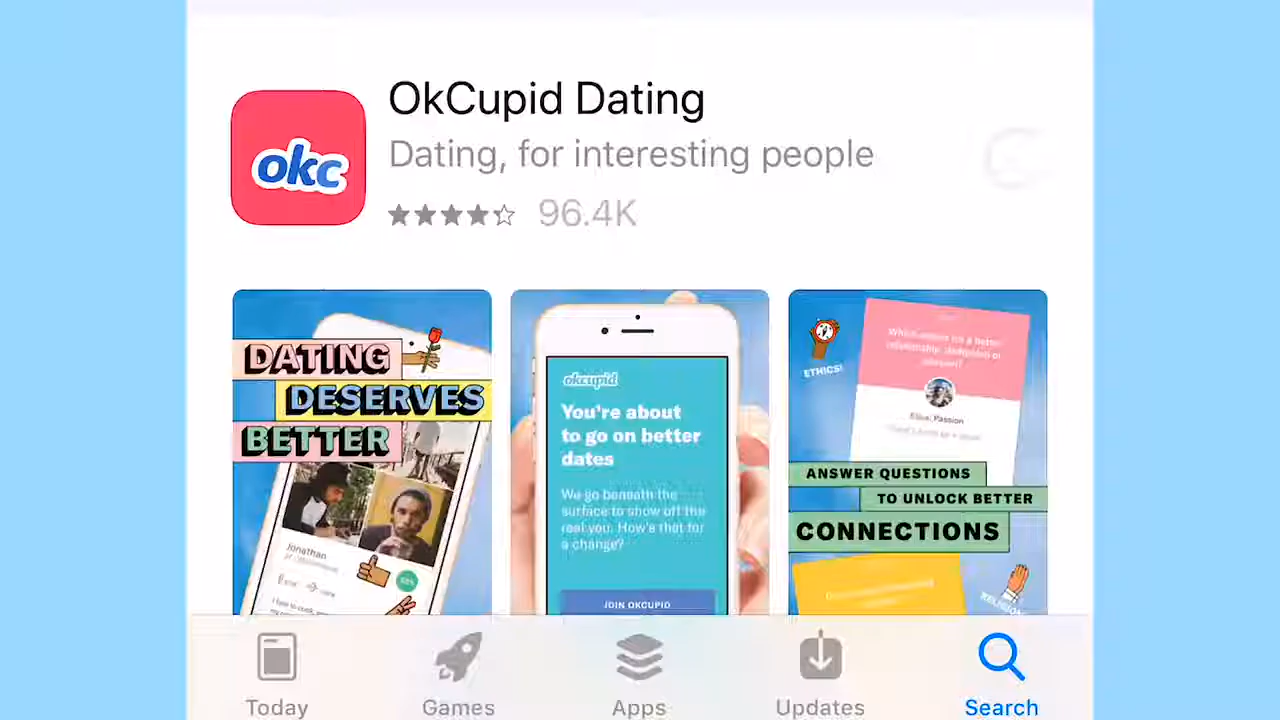 OkCupid Dating
okc
Dating, for interesting people
96.4K
DATING
DESERVES
BETTER
Jonathan
okcupid
You're about
to go on better
dates
We go beneath the
surface to show off the
real you. How's that for
a change?
JOIN OKCUPID
ETHICS!
ANSWER QUESTIONS
TO UNLOCK BETTER
CONNECTIONS
RELIGION
Today
Games
Apps
Updates
Search